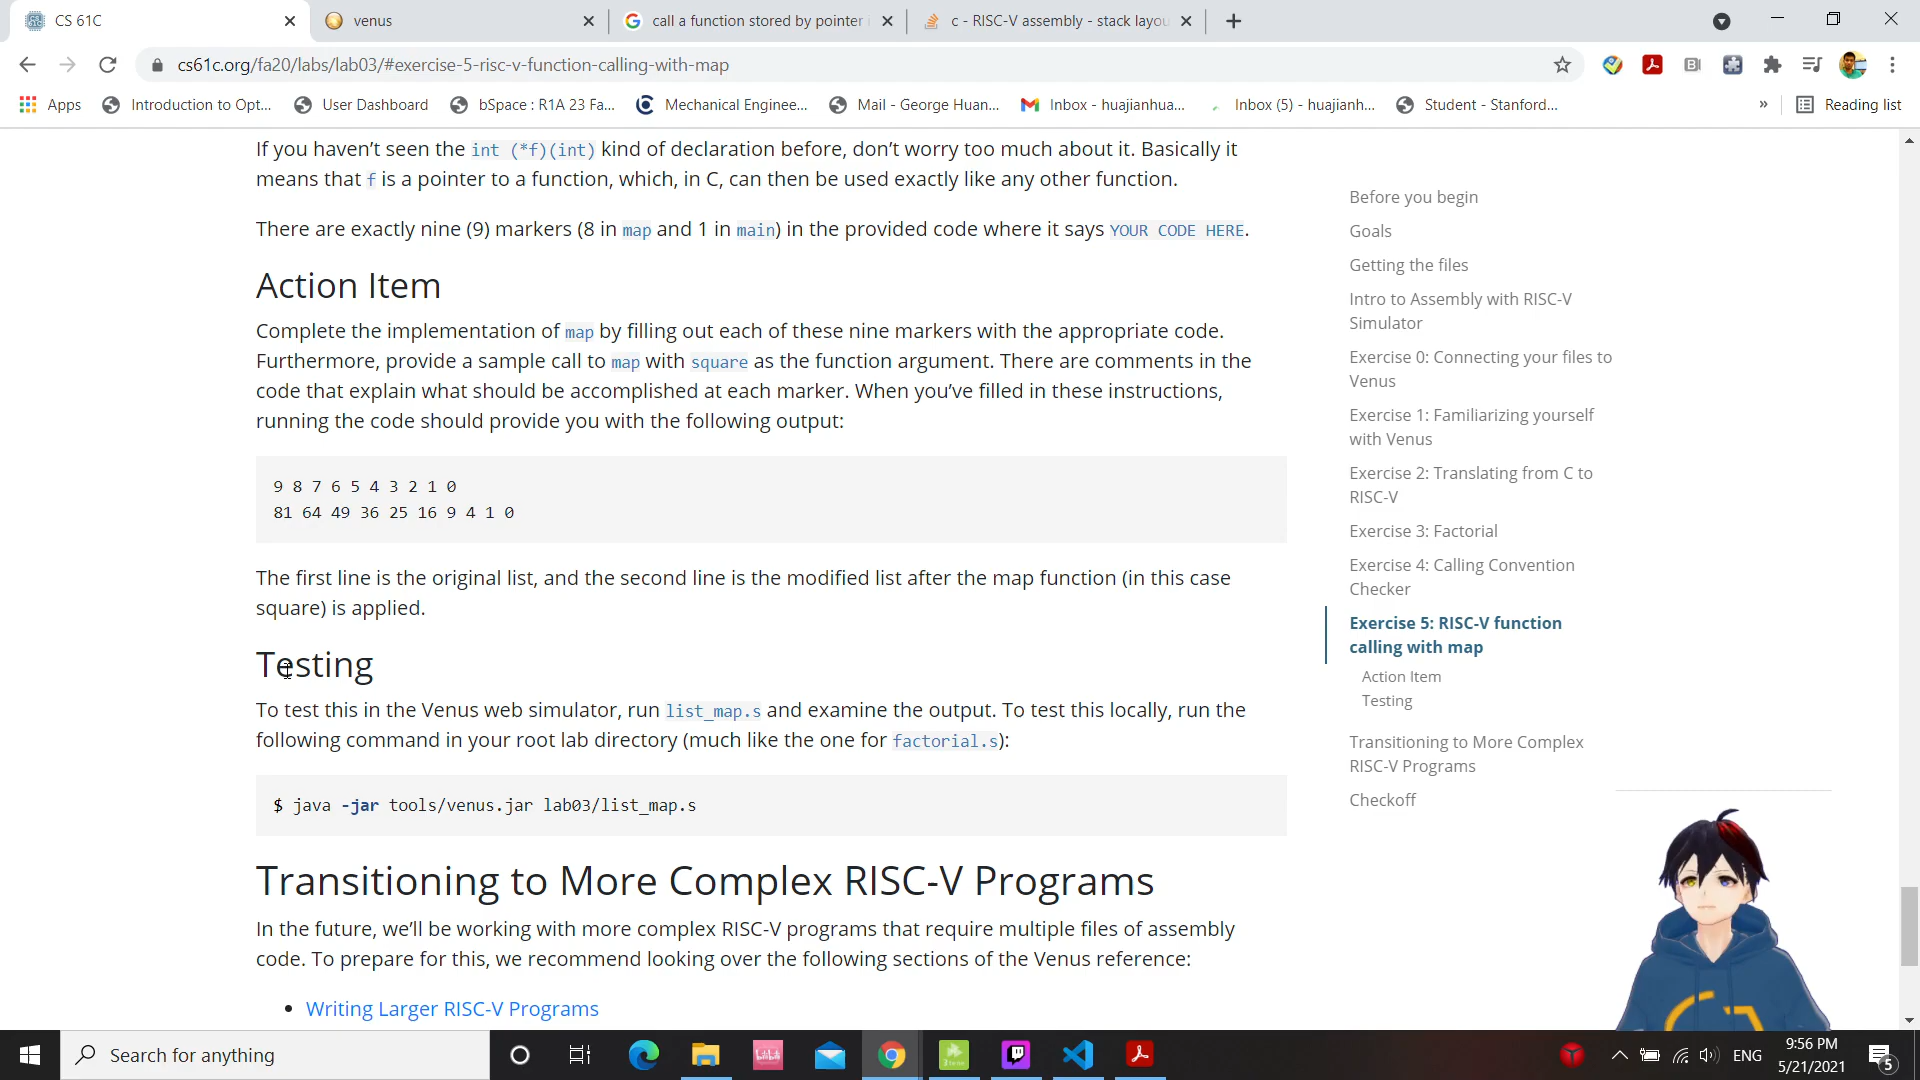 CS 61C
venus
call a function stored by pointer i
c - RISC-V assembly - stack layou
cs61c.org/fa20/labs/lab03/#exercise-5-risc-v-function-calling-with-map
Apps
Introduction to Opt...
User Dashboard
bSpace : R1A 23 Fa...
Mechanical Enginee...
Mail - George Huan...
Inbox - huajianhua...
Inbox (5) - huajianh...
Student - Stanford...
»
Reading list
If you haven't seen the int (*f)(int) kind of declaration before, don't worry too much about it. Basically it
means that f is a pointer to a function, which, in C, can then be used exactly like any other function.
There are exactly nine (9) markers (8 in map and 1 in main) in the provided code where it says YOUR CODE HERE.
Action Item
Complete the implementation of map by filling out each of these nine markers with the appropriate code.
Furthermore, provide a sample call to map with square as the function argument. There are comments in the
code that explain what should be accomplished at each marker. When you've filled in these instructions,
running the code should provide you with the following output:
9 8 7 6 5 4 3 2 1 0
81 64 49 36 25 16 9 4 1 0
The first line is the original list, and the second line is the modified list after the map function (in this case
square) is applied.
Testing
To test this in the Venus web simulator, run list_map.s and examine the output. To test this locally, run the
following command in your root lab directory (much like the one for factorial.s):
$ java -jar tools/venus.jar lab03/list_map.s
Transitioning to More Complex RISC-V Programs
In the future, we'll be working with more complex RISC-V programs that require multiple files of assembly
code. To prepare for this, we recommend looking over the following sections of the Venus reference:
• Writing Larger RISC-V Programs
Before you begin
Goals
Getting the files
Intro to Assembly with RISC-V
Simulator
Exercise 0: Connecting your files to
Venus
Exercise 1: Familiarizing yourself
with Venus
Exercise 2: Translating from C to
RISC-V
Exercise 3: Factorial
Exercise 4: Calling Convention
Checker
Exercise 5: RISC-V function
calling with map
Action Item
Testing
Transitioning to More Complex
RISC-V Programs
Checkoff
Search for anything
ENG
9:56 PM
5/21/2021
5